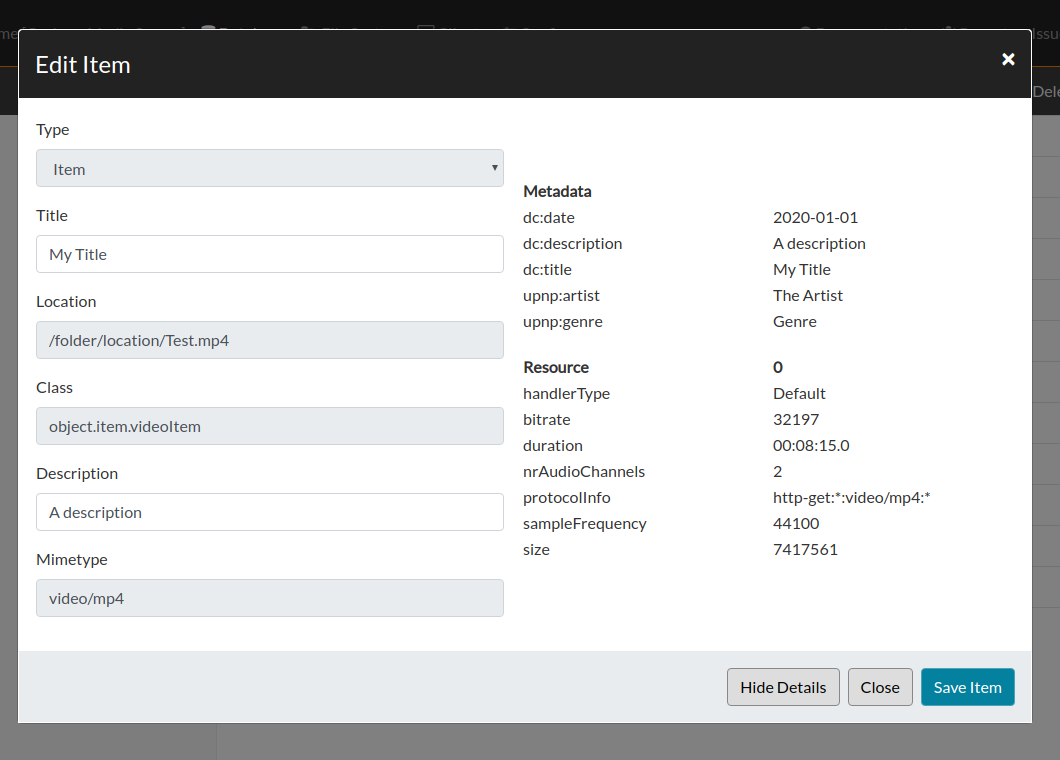 Edit Item
×
Type
Item
Title
My Title
Location
/folder/location/Test.mp4
Class
object.item.videoItem
Description
A description
Mimetype
video/mp4
Metadata
dc:date 2020-01-01
dc:description A description
dc:title My Title
upnp:artist The Artist
upnp:genre Genre
Resource 0
handlerType Default
bitrate 32197
duration 00:08:15.0
nrAudioChannels 2
protocolInfo http-get:*:video/mp4:*
sampleFrequency 44100
size 7417561
Hide Details Close Save Item